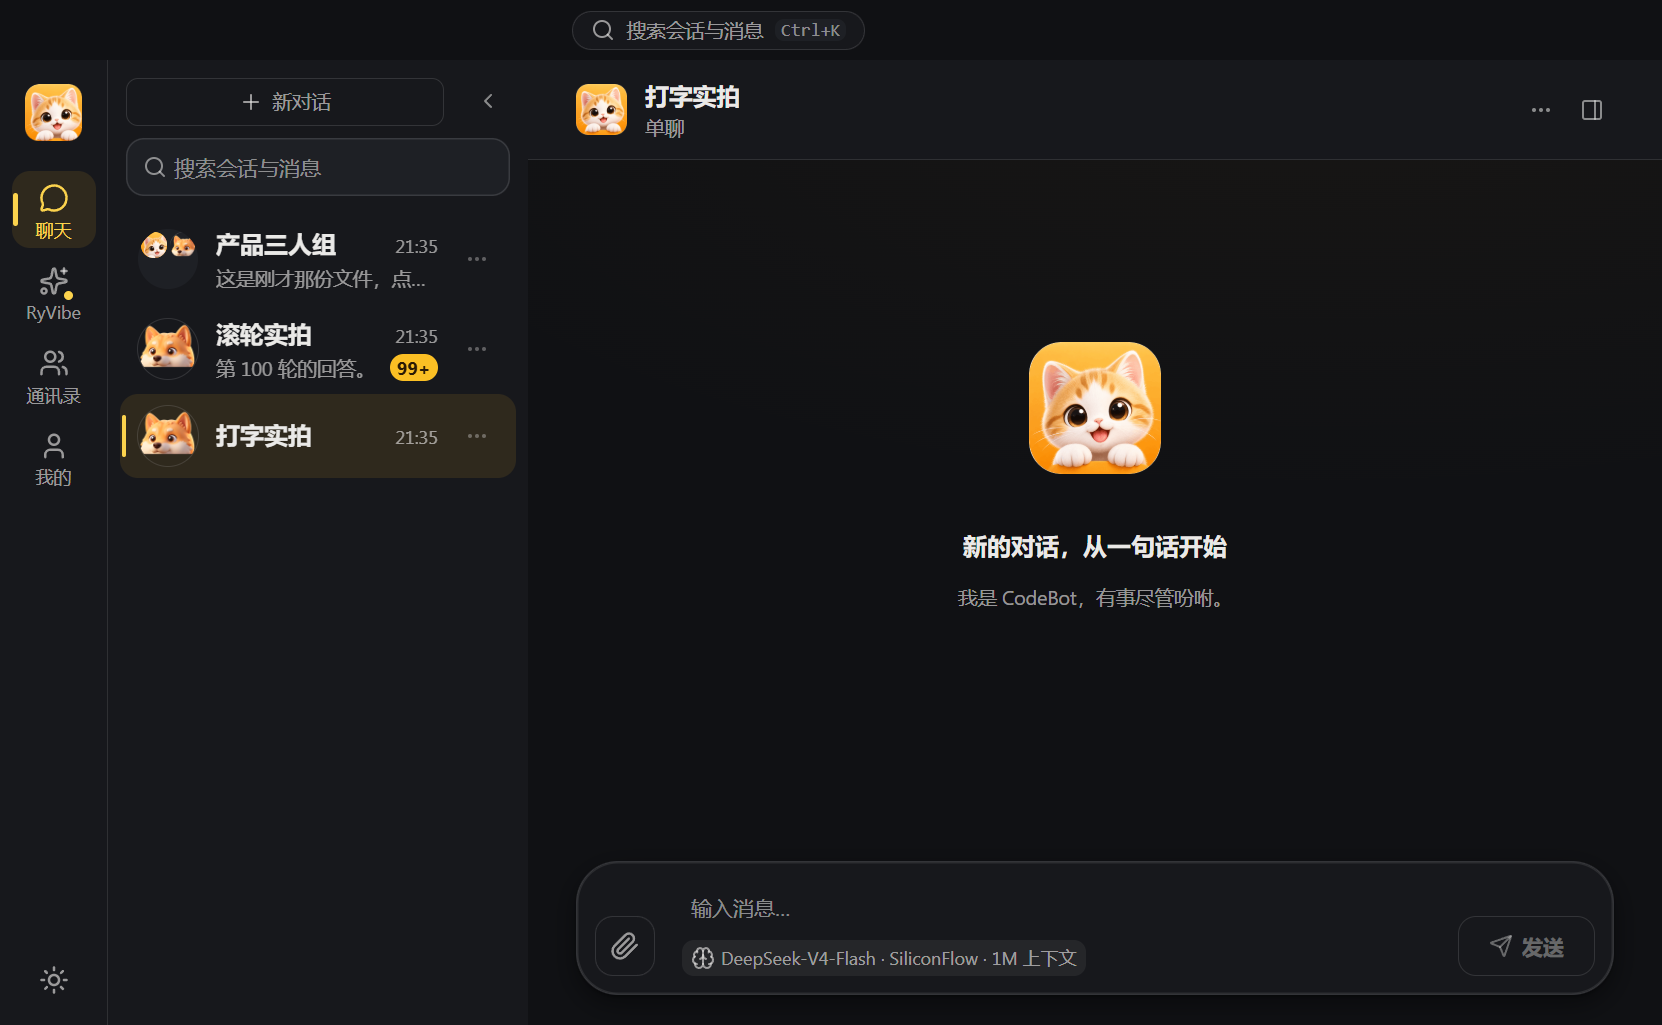 搜索会话与消息 Ctrl+K
新对话
搜索会话与消息
聊天
RyVibe
通讯录
我的
产品三人组 21:35
这是刚才那份文件，点...
滚轮实拍 21:35
第 100 轮的回答。 99+
打字实拍 21:35
打字实拍
单聊
新的对话，从一句话开始
我是 CodeBot，有事尽管吩咐。
输入消息...
DeepSeek-V4-Flash · SiliconFlow · 1M 上下文
发送